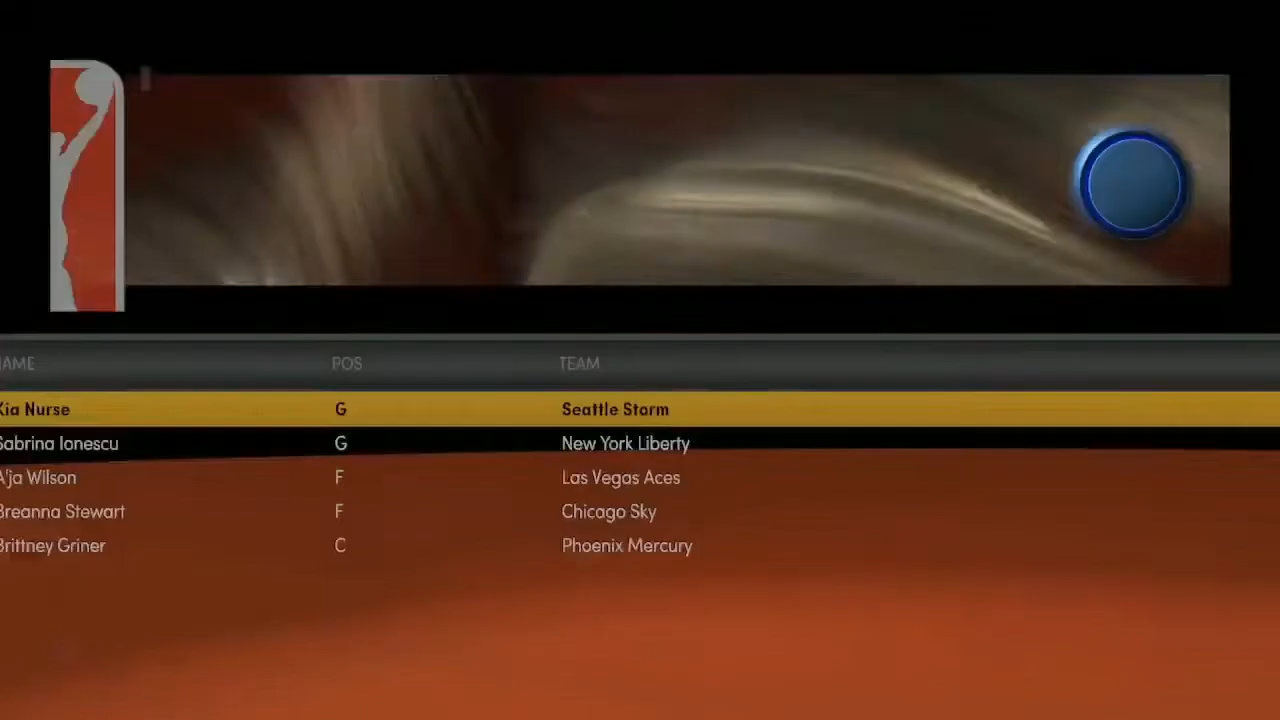 AME POS TEAM
Kia Nurse G Seattle Storm
Sabrina Ionescu G New York Liberty
A'ja Wilson F Las Vegas Aces
Breanna Stewart F Chicago Sky
Brittney Griner C Phoenix Mercury